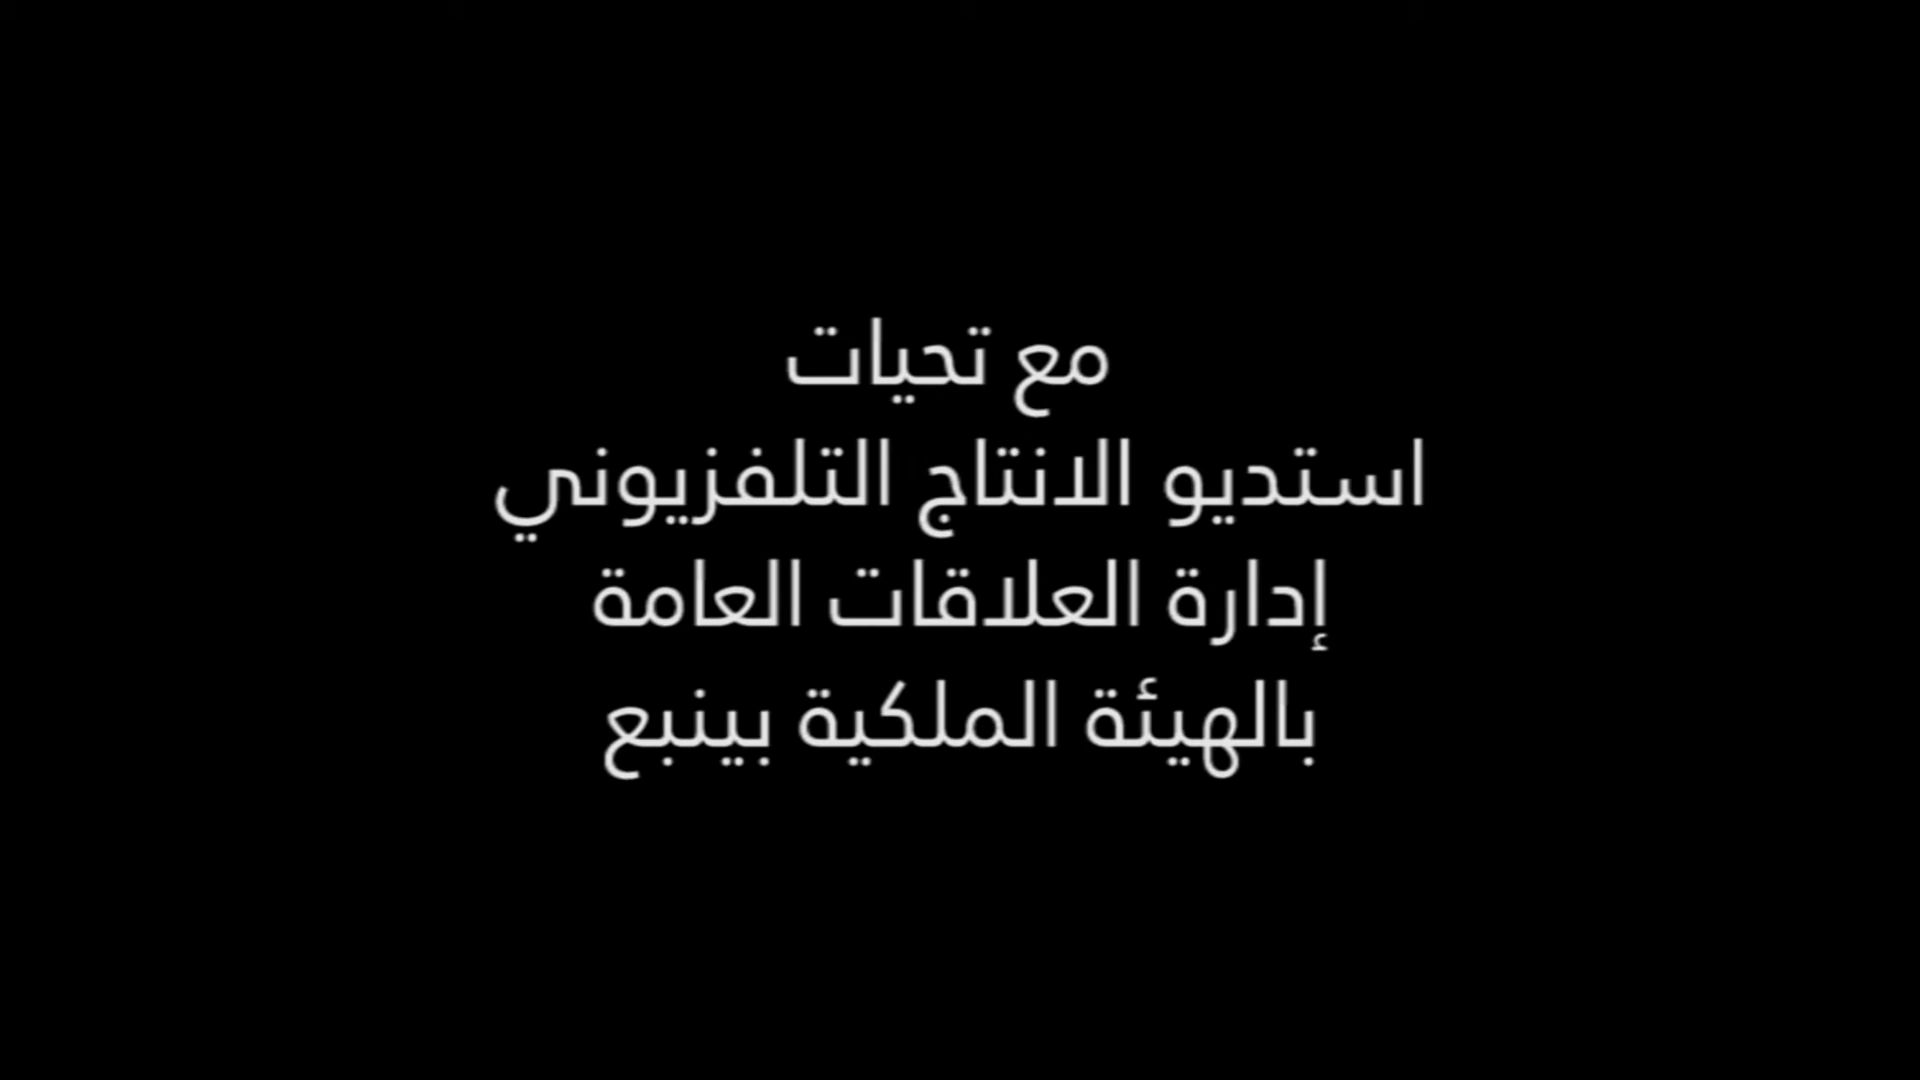 مع تحيات
استديو الانتاج التلفزيوني
إدارة العلاقات العامة
بالهيئة الملكية بينبع